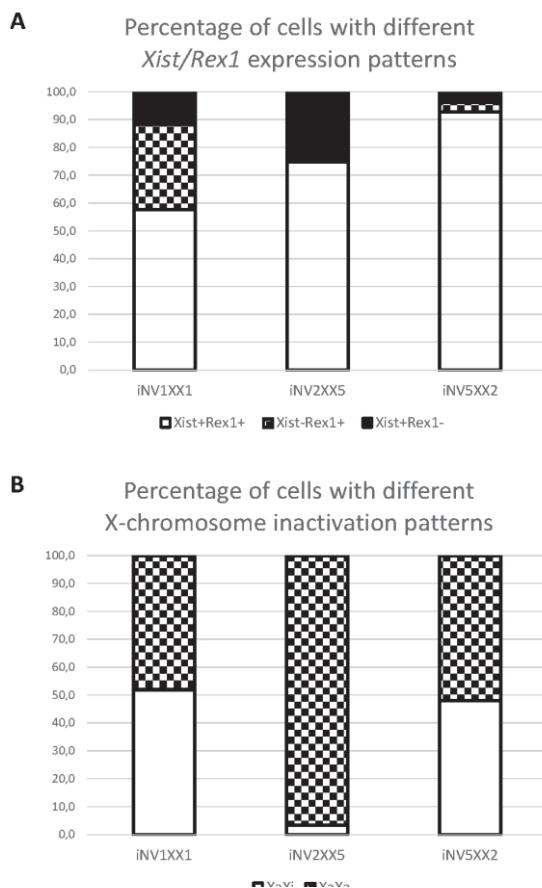 A
Percentage of cells with different
Xist/Rex1 expression patterns
100,0
90,0
80,0
70,0
60,0
50,0
40,0
30,0
20,0
10,0
0,0
iNV1XX1 iNV2XX5 iNV5XX2
Xist+Rex1+ Xist-Rex1+ Xist+Rex1-
B
Percentage of cells with different
X-chromosome inactivation patterns
100,0
90,0
80,0
70,0
60,0
50,0
40,0
30,0
20,0
10,0
0,0
iNV1XX1 iNV2XX5 iNV5XX2